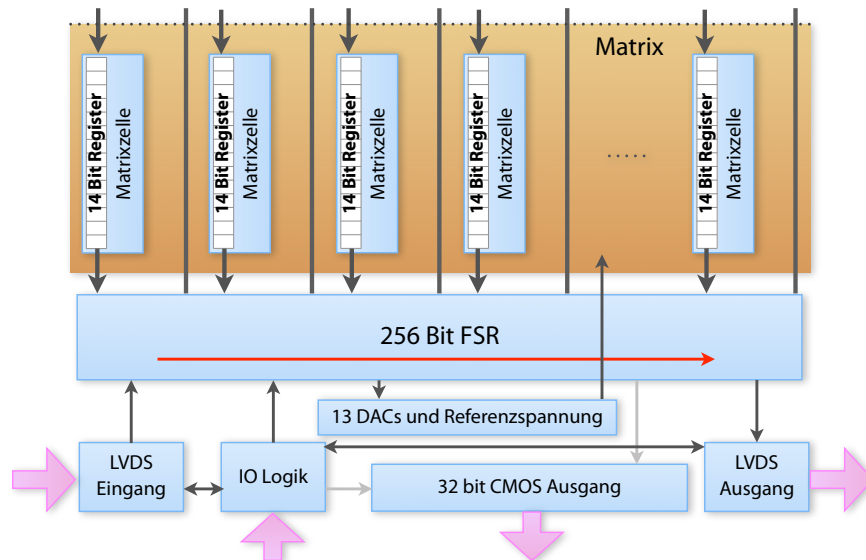 Matrix
14 Bit Register
Matrixzelle
14 Bit Register
Matrixzelle
14 Bit Register
Matrixzelle
14 Bit Register
Matrixzelle
.....
14 Bit Register
Matrixzelle
256 Bit FSR
13 DACs und Referenzspannung
LVDS
Eingang
IO Logik
32 bit CMOS Ausgang
LVDS
Ausgang